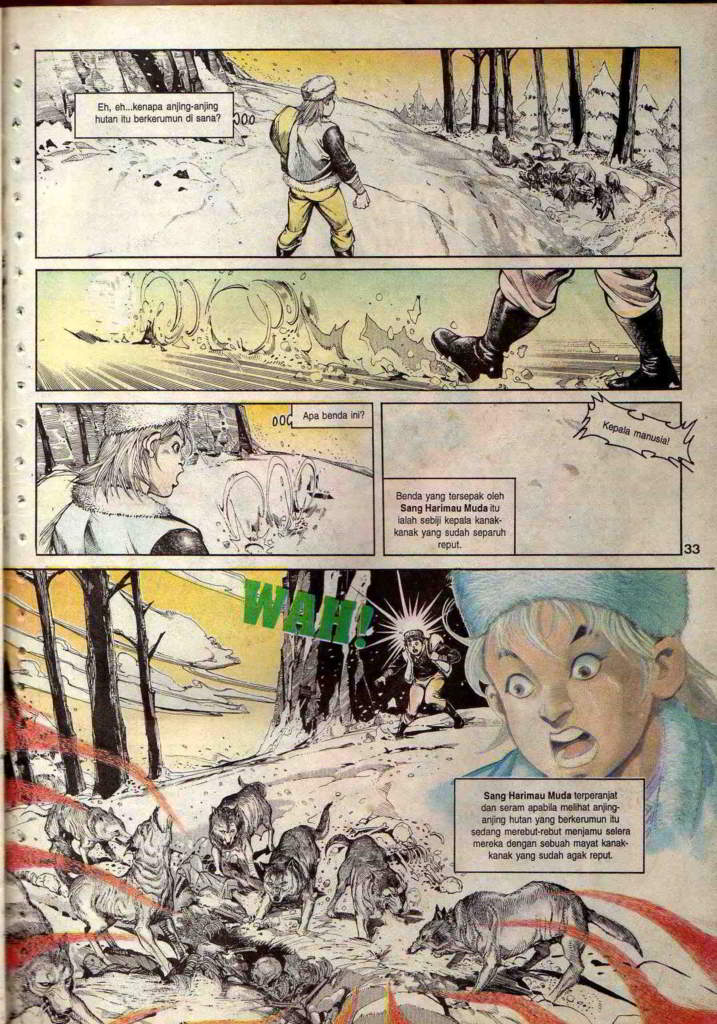 Eh, eh...kenapa anjing-anjing
hutan itu berkerumun di sana?
Apa benda ini?
Kepala manusia!
Benda yang tersepak oleh
Sang Harimau Muda itu
ialah sebiji kepala kanak-
kanak yang sudah separuh
reput.
33
WAH!
Sang Harimau Muda terperanjat
dan seram apabila melihat anjing-
anjing hutan yang berkerumun itu
sedang merebut-rebut menjamu selera
mereka dengan sebuah mayat kanak-
kanak yang sudah agak reput.